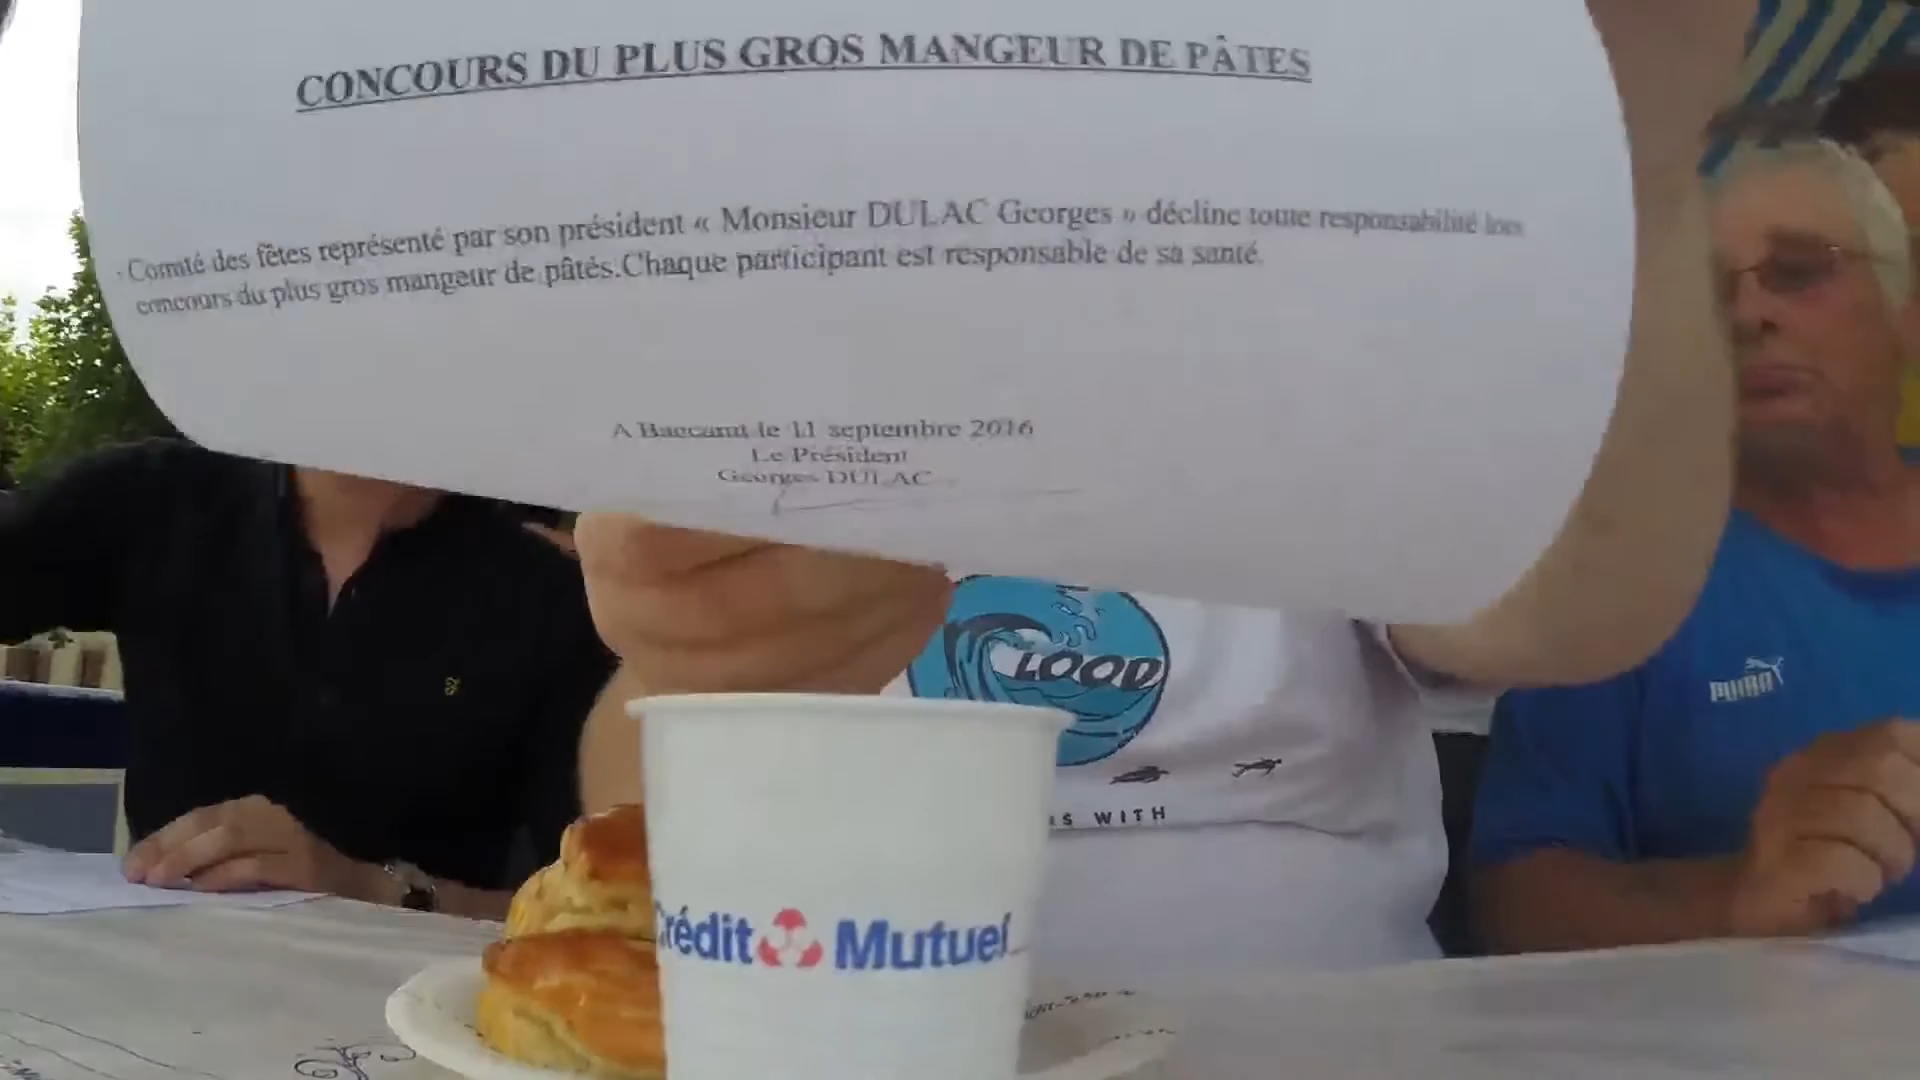 CONCOURS DU PLUS GROS MANGEUR DE PÂTES
Comité des fêtes représenté par son président « Monsieur DULAC Georges » décline toute responsabilité lors
concours du plus gros mangeur de pâtés.Chaque participant est responsable de sa santé.
A Baccarat le 11 septembre 2016
Le Président
Georges DULAC
LOOD
PUMA
IS WITH
Crédit Mutuel